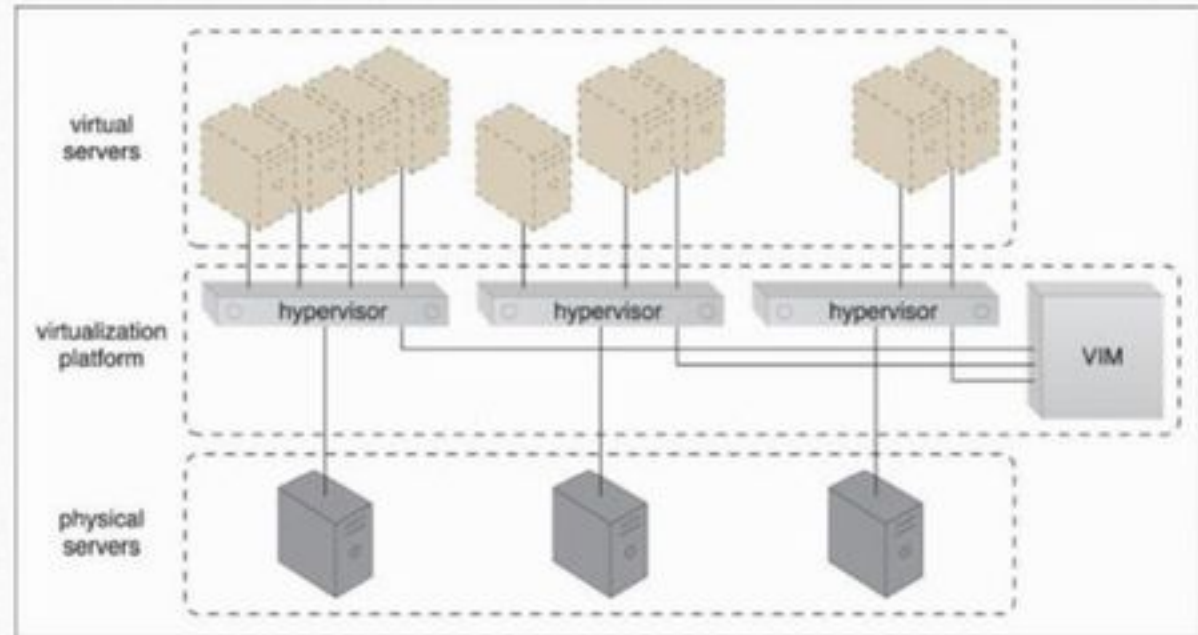 virtual
servers
hypervisor
hypervisor
hypervisor
virtualization
platform
VIM
physical
servers